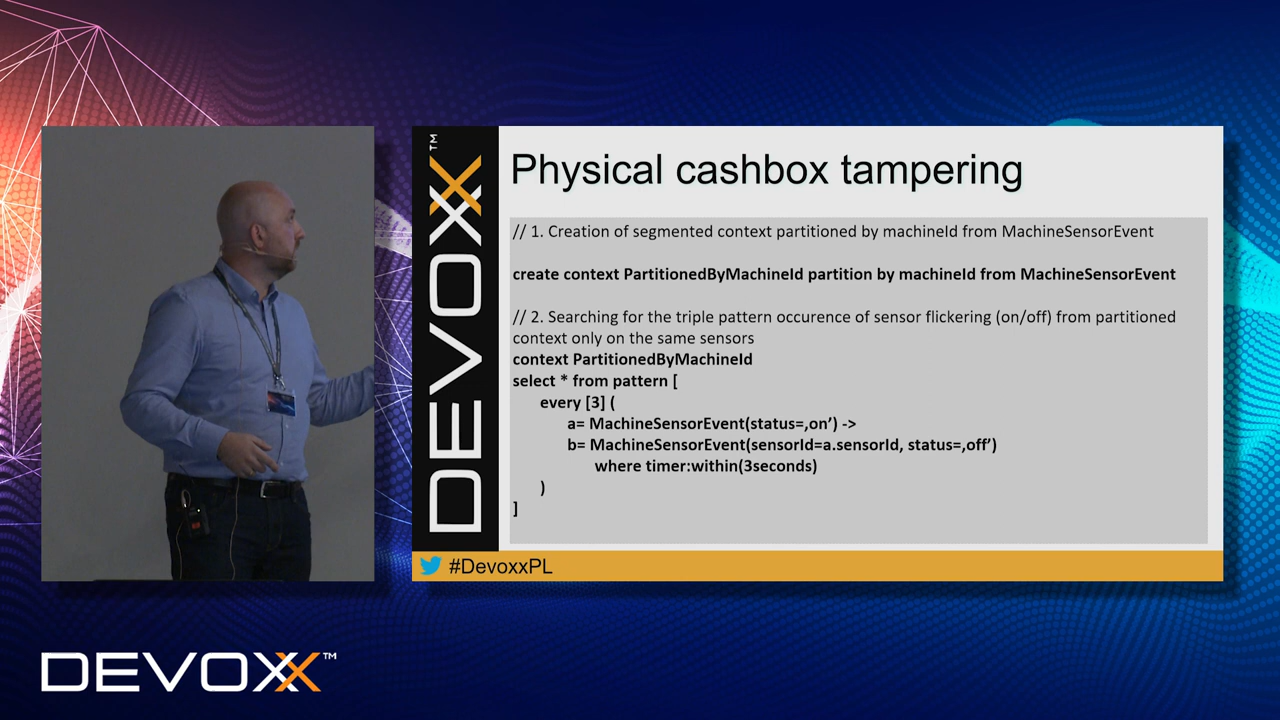 DEVOXX™
Physical cashbox tampering
// 1. Creation of segmented context partitioned by machineId from MachineSensorEvent
create context PartitionedByMachineId partition by machineId from MachineSensorEvent
// 2. Searching for the triple pattern occurence of sensor flickering (on/off) from partitioned
context only on the same sensors
context PartitionedByMachineId
select * from pattern [
every [3] (
a= MachineSensorEvent(status=‚on’) ->
b= MachineSensorEvent(sensorId=a.sensorId, status=‚off’)
where timer:within(3seconds)
)
]
#DevoxxPL
DEVOXX™